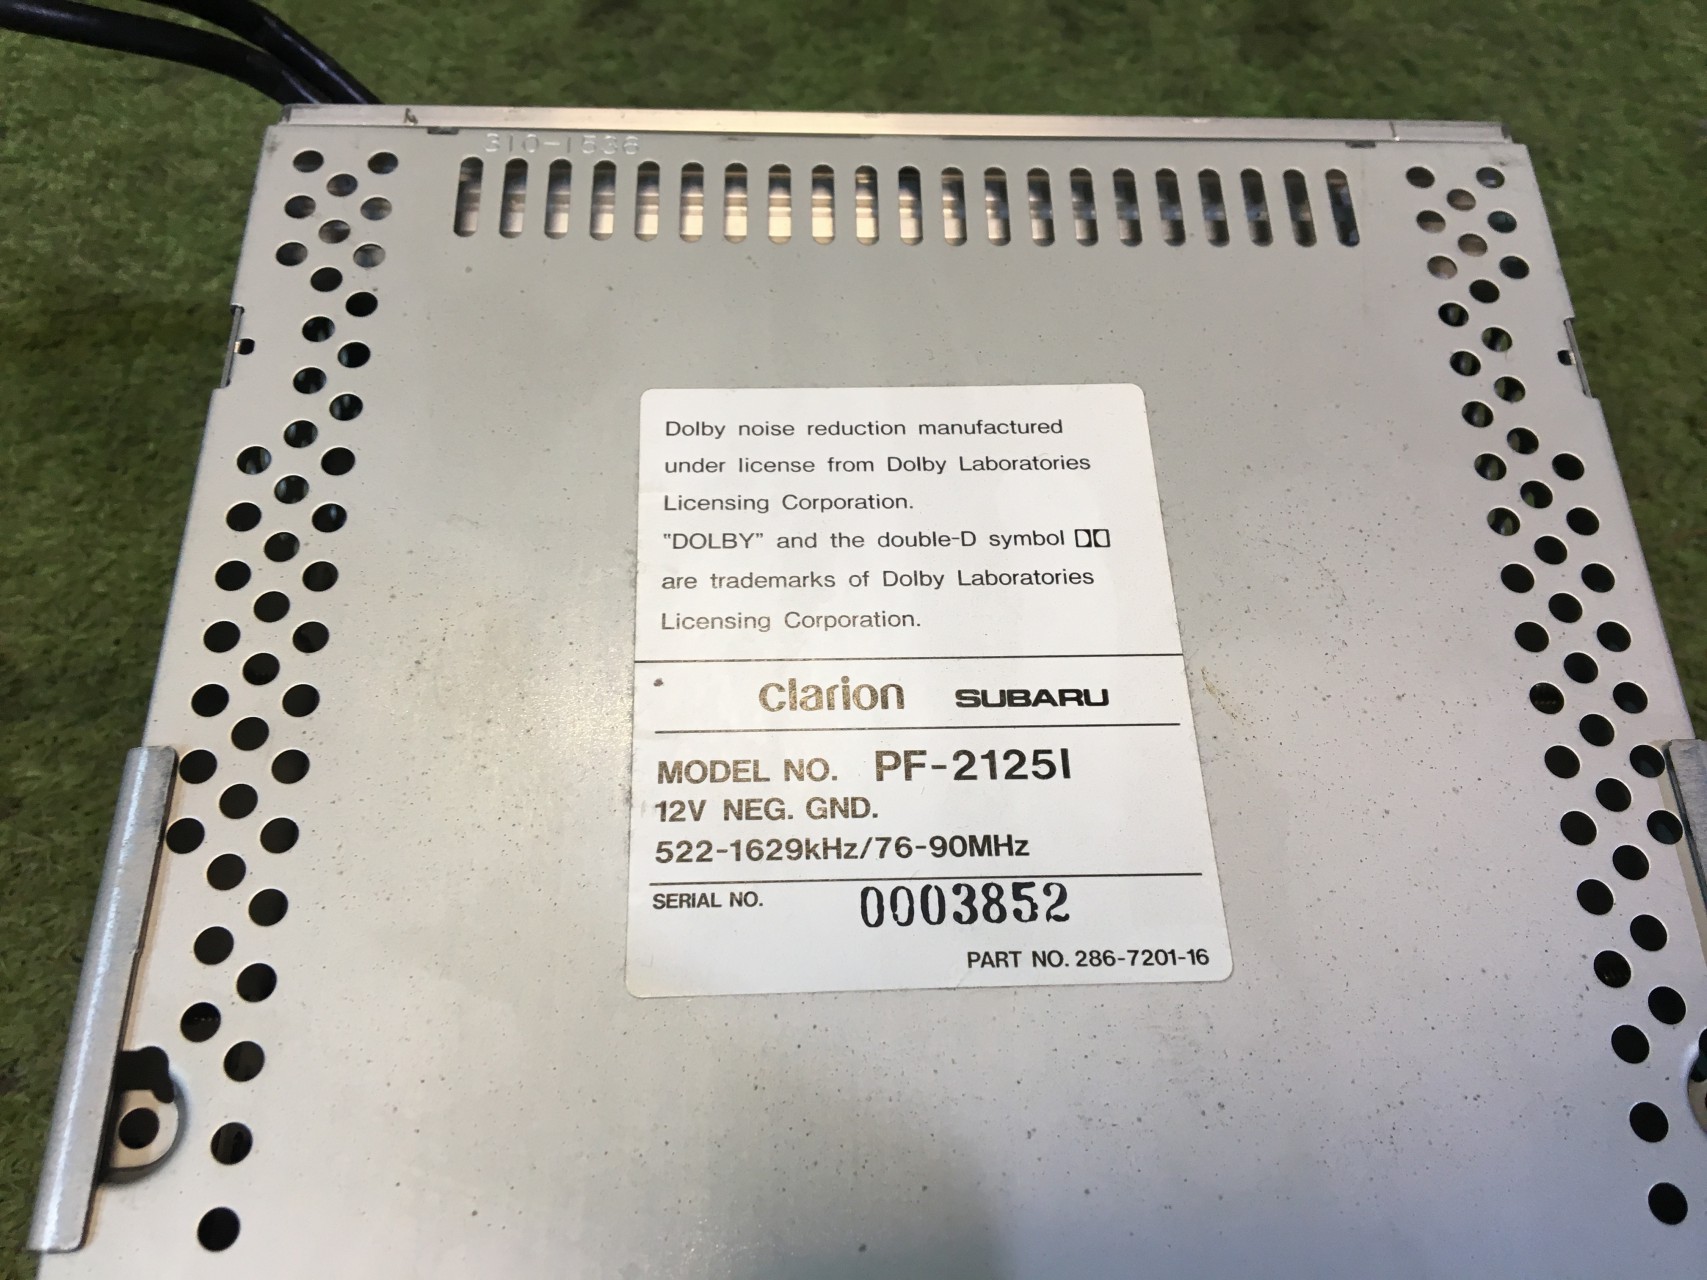 310-1536
Dolby noise reduction manufactured
under license from Dolby Laboratories
Licensing Corporation.
"DOLBY" and the double-D symbol
are trademarks of Dolby Laboratories
Licensing Corporation.
clarion SUBARU
MODEL NO. PF-2125I
12V NEG. GND.
522-1629kHz/76-90MHz
SERIAL NO. 0003852
PART NO. 286-7201-16